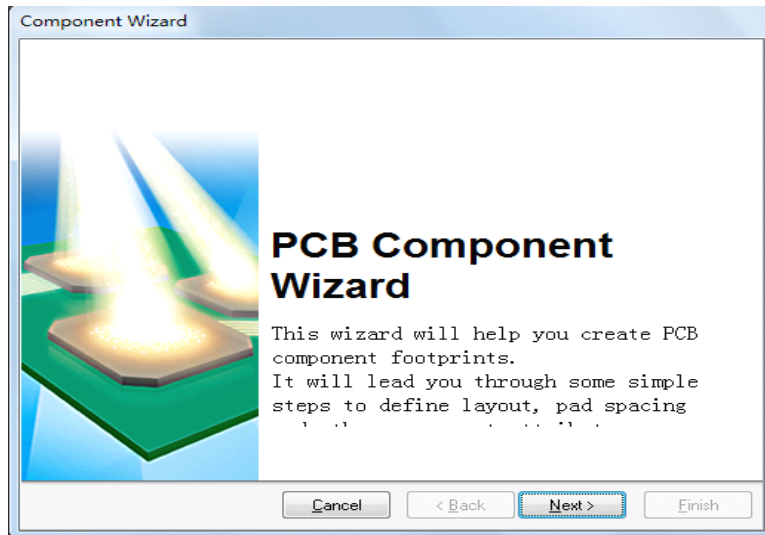 Component Wizard
PCB Component
Wizard
This wizard will help you create PCB
component footprints.
It will lead you through some simple
steps to define layout, pad spacing
Cancel
< Back
Next >
Finish